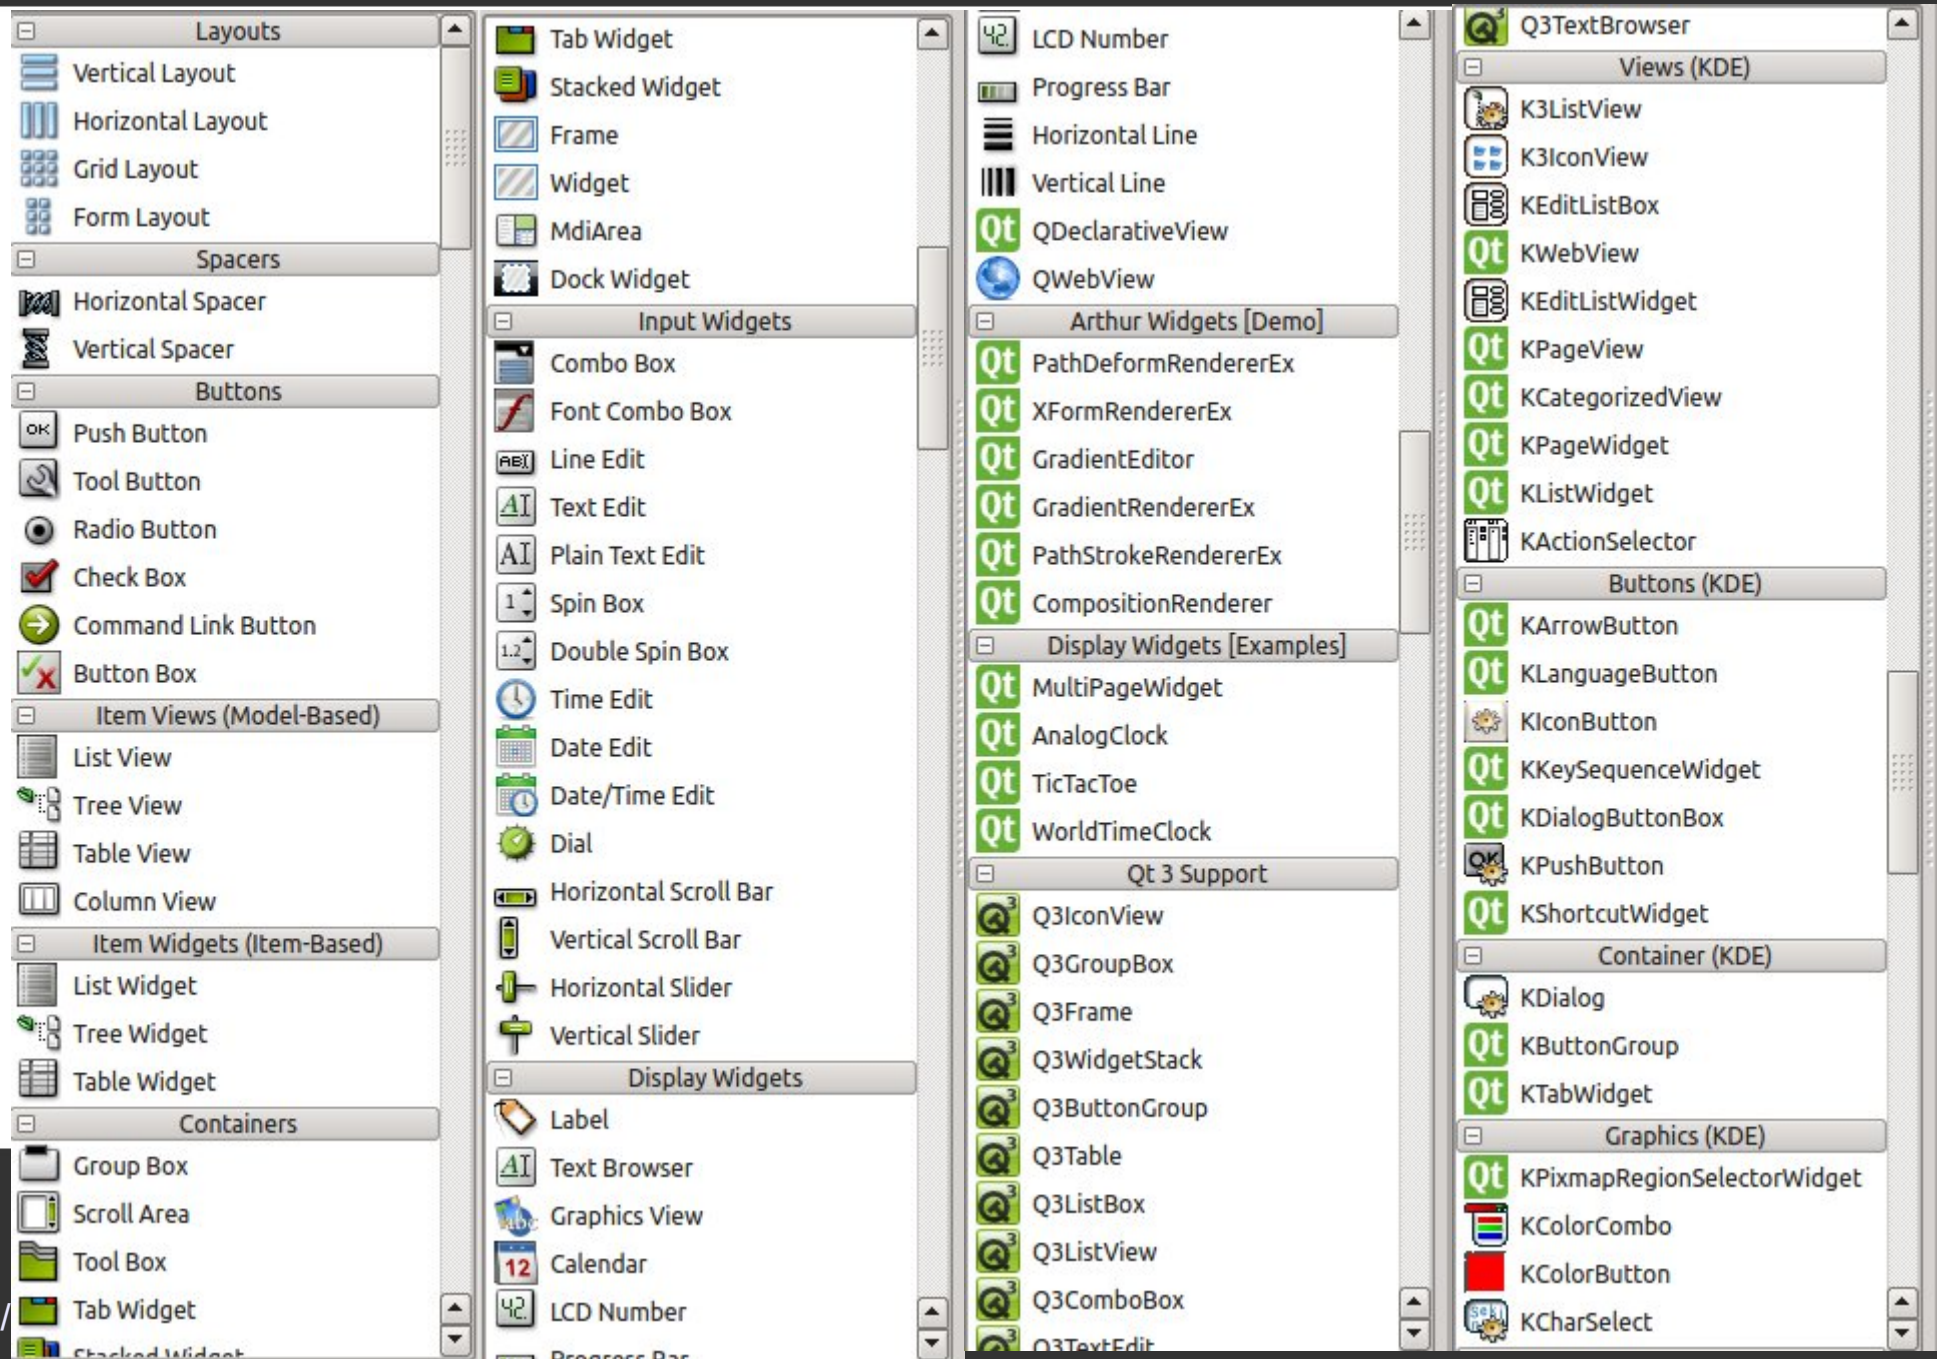 Layouts
Vertical Layout
Horizontal Layout
Grid Layout
Form Layout
Spacers
Horizontal Spacer
Vertical Spacer
Buttons
Push Button
Tool Button
Radio Button
Check Box
Command Link Button
Button Box
Item Views (Model-Based)
List View
Tree View
Table View
Column View
Item Widgets (Item-Based)
List Widget
Tree Widget
Table Widget
Containers
Group Box
Scroll Area
Tool Box
Tab Widget
Stacked Widget
Tab Widget
Stacked Widget
Frame
Widget
MdiArea
Dock Widget
Input Widgets
Combo Box
Font Combo Box
Line Edit
Text Edit
Plain Text Edit
Spin Box
Double Spin Box
Time Edit
Date Edit
Date/Time Edit
Dial
Horizontal Scroll Bar
Vertical Scroll Bar
Horizontal Slider
Vertical Slider
Display Widgets
Label
Text Browser
Graphics View
Calendar
LCD Number
Progress Bar
LCD Number
Progress Bar
Horizontal Line
Vertical Line
QDeclarativeView
QWebView
Arthur Widgets [Demo]
PathDeformRendererEx
XFormRendererEx
GradientEditor
GradientRendererEx
PathStrokeRendererEx
CompositionRenderer
Display Widgets [Examples]
MultiPageWidget
AnalogClock
TicTacToe
WorldTimeClock
Qt 3 Support
Q3IconView
Q3GroupBox
Q3Frame
Q3WidgetStack
Q3ButtonGroup
Q3Table
Q3ListBox
Q3ListView
Q3ComboBox
Q3TextEdit
Q3TextBrowser
Views (KDE)
K3ListView
K3IconView
KEditListBox
KWebView
KEditListWidget
KPageView
KCategorizedView
KPageWidget
KListWidget
KActionSelector
Buttons (KDE)
KArrowButton
KLanguageButton
KIconButton
KKeySequenceWidget
KDialogButtonBox
KPushButton
KShortcutWidget
Container (KDE)
KDialog
KButtonGroup
KTabWidget
Graphics (KDE)
KPixmapRegionSelectorWidget
KColorCombo
KColorButton
KCharSelect